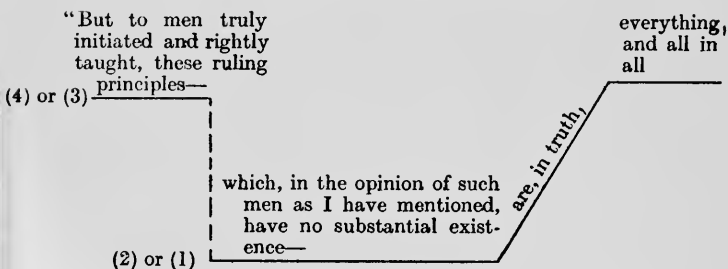 “But to men truly
initiated and rightly
taught, these ruling
principles—
(4) or (3)
which, in the opinion of such
men as I have mentioned,
have no substantial exist-
ence—
(2) or (1)
are, in truth,
everything,
and all in
all